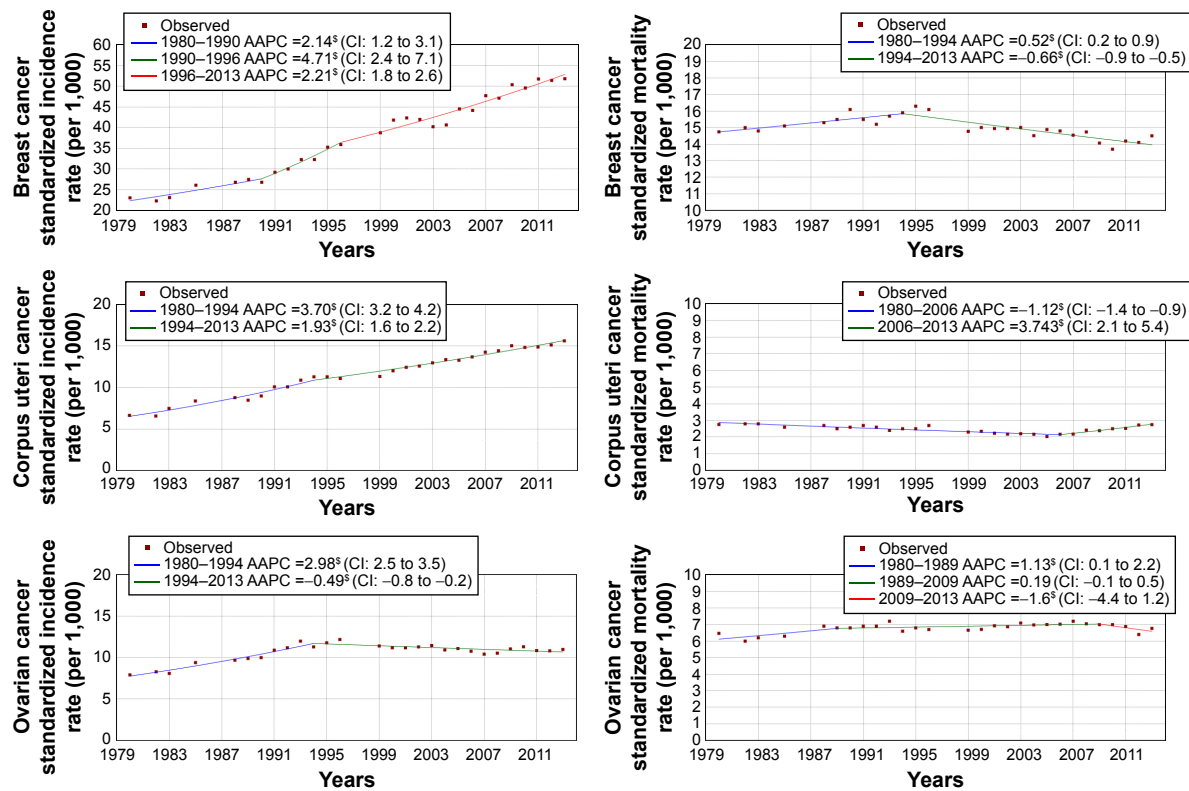 Observed
1980–1990 AAPC =2.14$ (CI: 1.2 to 3.1)
1990–1996 AAPC =4.71$ (CI: 2.4 to 7.1)
1996–2013 AAPC =2.21$ (CI: 1.8 to 2.6)
Breast cancer
standardized incidence
rate (per 1,000)
60
55
50
45
40
35
30
25
20
1979 1983 1987 1991 1995 1999 2003 2007 2011
Years
Observed
1980–1994 AAPC =0.52$ (CI: 0.2 to 0.9)
1994–2013 AAPC =–0.66$ (CI: –0.9 to –0.5)
Breast cancer
standardized mortality
rate (per 1,000)
20
19
18
17
16
15
14
13
12
11
10
1979 1983 1987 1991 1995 1999 2003 2007 2011
Years
Observed
1980–1994 AAPC =3.70$ (CI: 3.2 to 4.2)
1994–2013 AAPC =1.93$ (CI: 1.6 to 2.2)
Corpus uteri cancer
standardized incidence
rate (per 1,000)
20
15
10
5
0
1979 1983 1987 1991 1995 1999 2003 2007 2011
Years
Observed
1980–2006 AAPC =–1.12$ (CI: –1.4 to –0.9)
2006–2013 AAPC =3.743$ (CI: 2.1 to 5.4)
Corpus uteri cancer
standardized mortality
rate (per 1,000)
10
9
8
7
6
5
4
3
2
1
0
1979 1983 1987 1991 1995 1999 2003 2007 2011
Years
Observed
1980–1994 AAPC =2.98$ (CI: 2.5 to 3.5)
1994–2013 AAPC =–0.49$ (CI: –0.8 to –0.2)
Ovarian cancer
standardized incidence
rate (per 1,000)
20
15
10
5
0
1979 1983 1987 1991 1995 1999 2003 2007 2011
Years
Observed
1980–1989 AAPC =1.13$ (CI: 0.1 to 2.2)
1989–2009 AAPC =0.19 (CI: –0.1 to 0.5)
2009–2013 AAPC =–1.6$ (CI: –4.4 to 1.2)
Ovarian cancer
standardized mortality
rate (per 1,000)
10
9
8
7
6
5
4
3
2
1
0
1979 1983 1987 1991 1995 1999 2003 2007 2011
Years